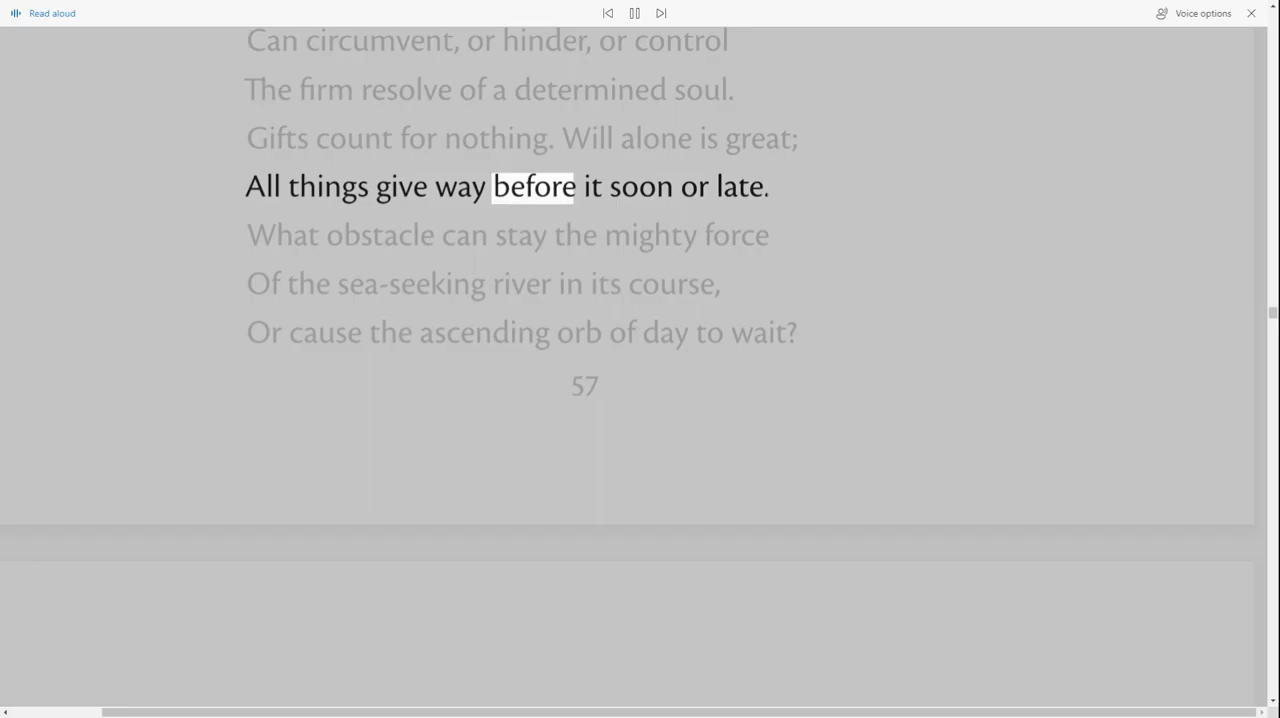 Read aloud
Voice options
Can circumvent, or hinder, or control
The firm resolve of a determined soul.
Gifts count for nothing. Will alone is great;
All things give way before it soon or late.
What obstacle can stay the mighty force
Of the sea-seeking river in its course,
Or cause the ascending orb of day to wait?
57